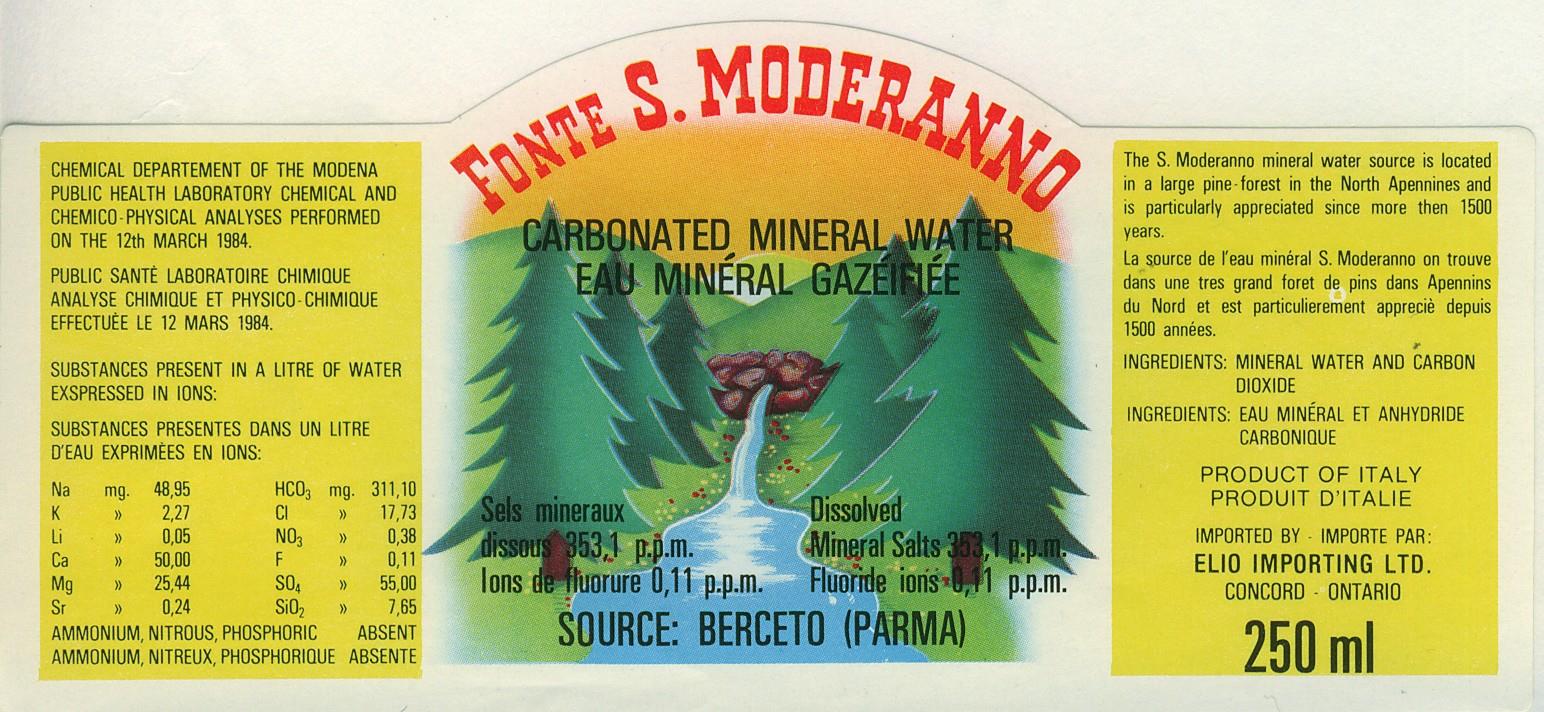 FONTE S. MODERANNO
CARBONATED MINERAL WATER
EAU MINÉRAL GAZÉIFIÉE
Sels mineraux
dissous 353,1 p.p.m.
Ions de fluorure 0,11 p.p.m.
Dissolved
Mineral Salts 353,1 p.p.m.
Fluoride ions 0,11 p.p.m.
SOURCE: BERCETO (PARMA)
CHEMICAL DEPARTEMENT OF THE MODENA
PUBLIC HEALTH LABORATORY CHEMICAL AND
CHEMICO-PHYSICAL ANALYSES PERFORMED
ON THE 12th MARCH 1984.
PUBLIC SANTÈ LABORATOIRE CHIMIQUE
ANALYSE CHIMIQUE ET PHYSICO-CHIMIQUE
EFFECTUÈE LE 12 MARS 1984.
SUBSTANCES PRESENT IN A LITRE OF WATER
EXSPRESSED IN IONS:
SUBSTANCES PRESENTES DANS UN LITRE
D'EAU EXPRIMÈES EN IONS:
Na mg. 48,95 HCO₃ mg. 311,10
K » 2,27 Cl » 17,73
Li » 0,05 NO₃ » 0,38
Ca » 50,00 F » 0,11
Mg » 25,44 SO₄ » 55,00
Sr » 0,24 SiO₂ » 7,65
AMMONIUM, NITROUS, PHOSPHORIC ABSENT
AMMONIUM, NITREUX, PHOSPHORIQUE ABSENTE
The S. Moderanno mineral water source is located
in a large pine-forest in the North Apennines and
is particularly appreciated since more then 1500
years.
La source de l'eau minéral S. Moderanno on trouve
dans une tres grand foret de pins dans Apennins
du Nord et est particulierement appreciè depuis
1500 années.
INGREDIENTS: MINERAL WATER AND CARBON
DIOXIDE
INGREDIENTS: EAU MINÉRAL ET ANHYDRIDE
CARBONIQUE
PRODUCT OF ITALY
PRODUIT D'ITALIE
IMPORTED BY - IMPORTE PAR:
ELIO IMPORTING LTD.
CONCORD - ONTARIO
250 ml